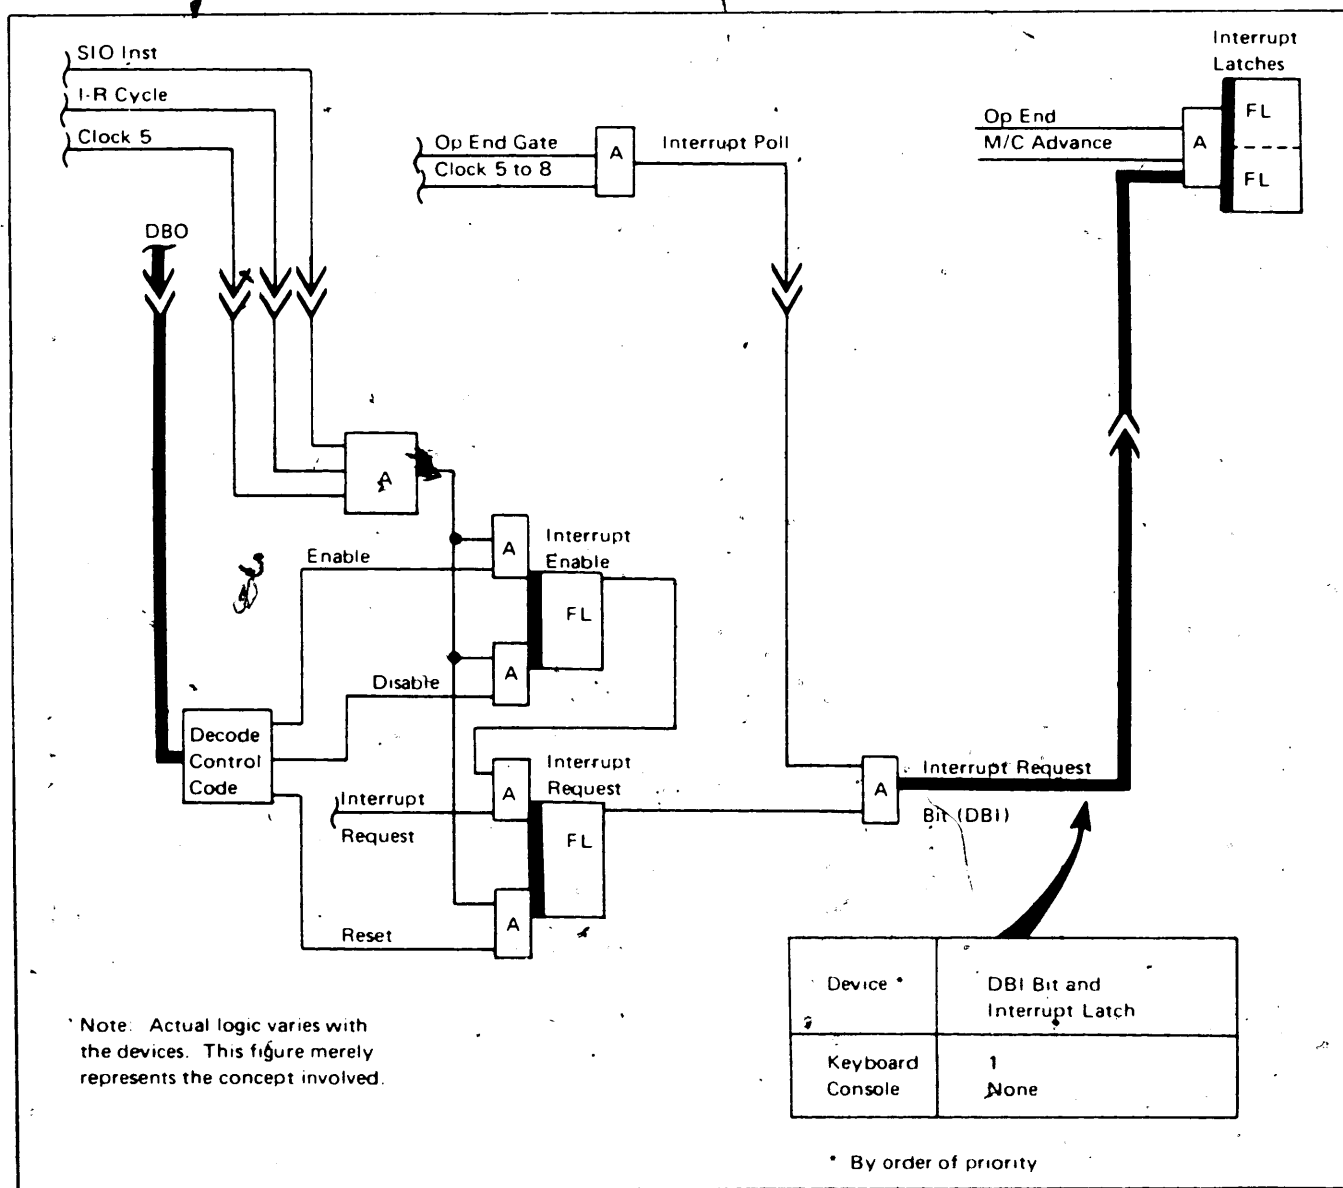 SIO Inst
I-R Cycle
Clock 5
DBO
Op End Gate
Clock 5 to 8
A
Interrupt Poll
Interrupt
Latches
Op End
M/C Advance
A
FL
FL
A
Enable
A
Interrupt
Enable
FL
Disable
A
Decode
Control
Code
Interrupt
Request
A
Interrupt
Request
FL
Reset
A
A
Interrupt Request
Bit (DBI)
Device *
DBI Bit and
Interrupt Latch
Keyboard
1
Console
None
* By order of priority
Note: Actual logic varies with
the devices. This figure merely
represents the concept involved.